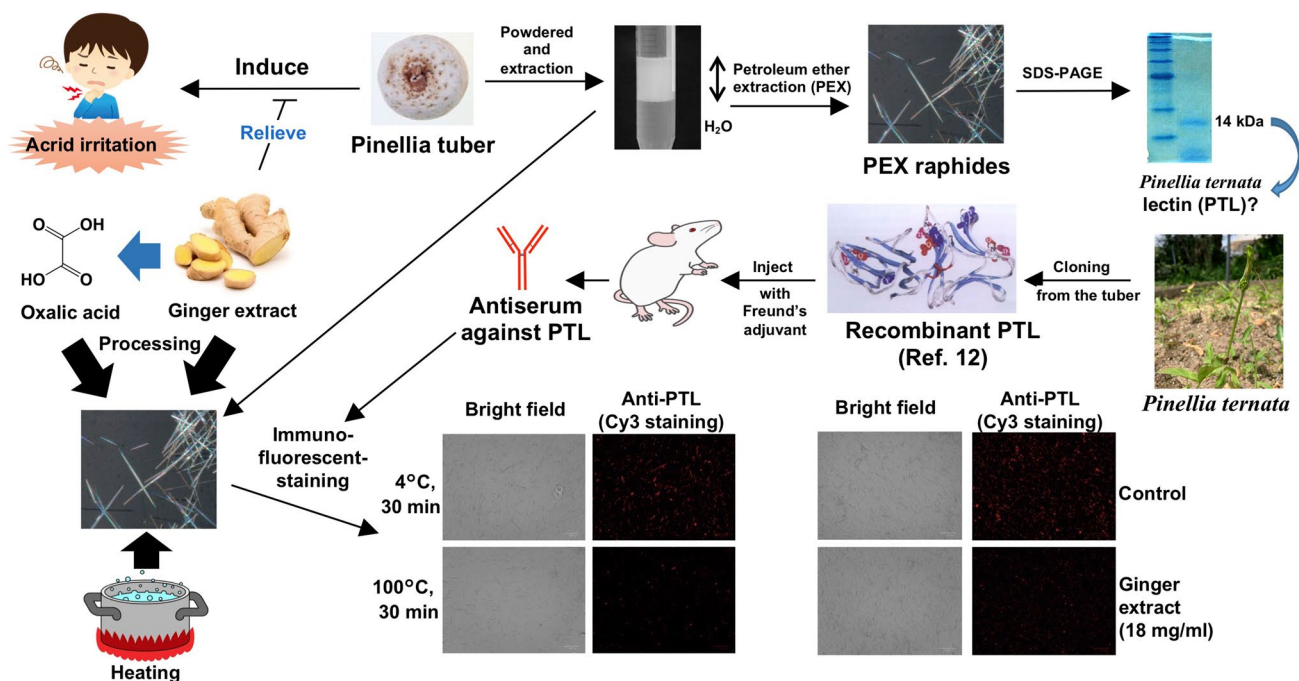 Induce
Relieve
Acrid irritation
Pinellia tuber
Powdered
and
extraction
Petroleum ether
extraction (PEX)
H₂O
PEX raphides
SDS-PAGE
14 kDa
Pinellia ternata
lectin (PTL)?
O
OH
HO
O
Oxalic acid
Ginger extract
Processing
Antiserum
against PTL
Inject
with
Freund's
adjuvant
Recombinant PTL
(Ref. 12)
Cloning
from the tuber
Pinellia ternata
Immuno-
fluorescent-
staining
Bright field
Anti-PTL
(Cy3 staining)
4°C,
30 min
100°C,
30 min
Bright field
Anti-PTL
(Cy3 staining)
Control
Ginger
extract
(18 mg/ml)
Heating